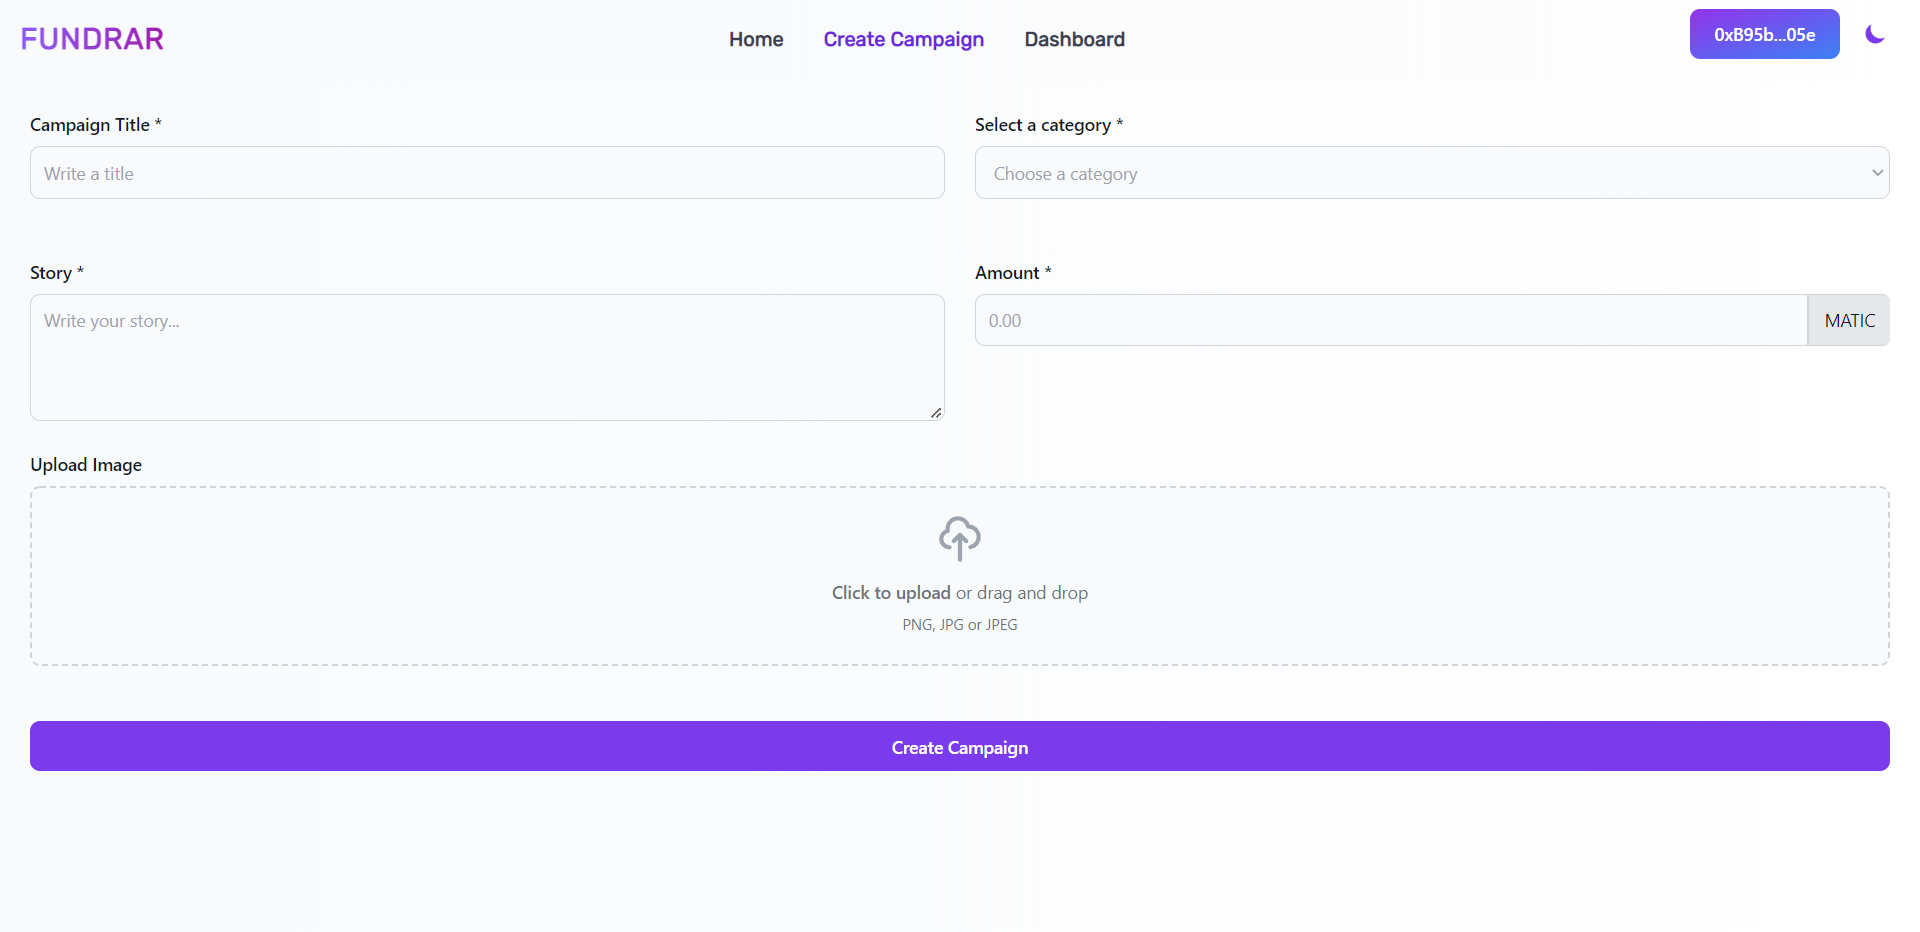 FUNDRAR
Home
Create Campaign
Dashboard
0xB95b...05e
Campaign Title *
Select a category *
Write a title
Choose a category
Story *
Amount *
Write your story...
0.00
MATIC
Upload Image
Click to upload or drag and drop
PNG, JPG or JPEG
Create Campaign